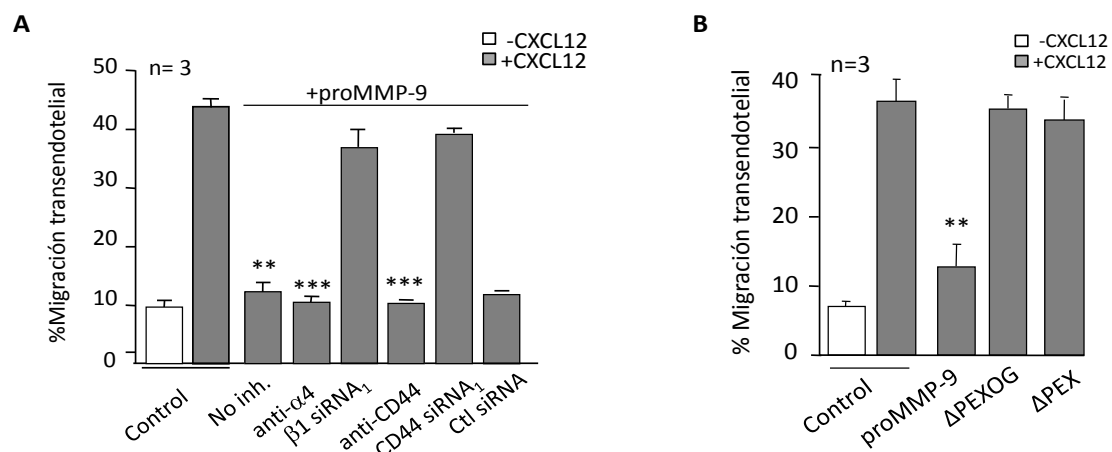 A
-CXCL12
+CXCL12
n= 3
+proMMP-9
%Migración transendotelial
50
40
30
20
10
0
**
***
***
Control
No inh.
anti-α4
β1 siRNA₁
anti-CD44
CD44 siRNA₁
Ctl siRNA
B
-CXCL12
+CXCL12
n=3
% Migración transendotelial
40
30
20
10
0
**
Control
proMMP-9
ΔPEXOG
ΔPEX